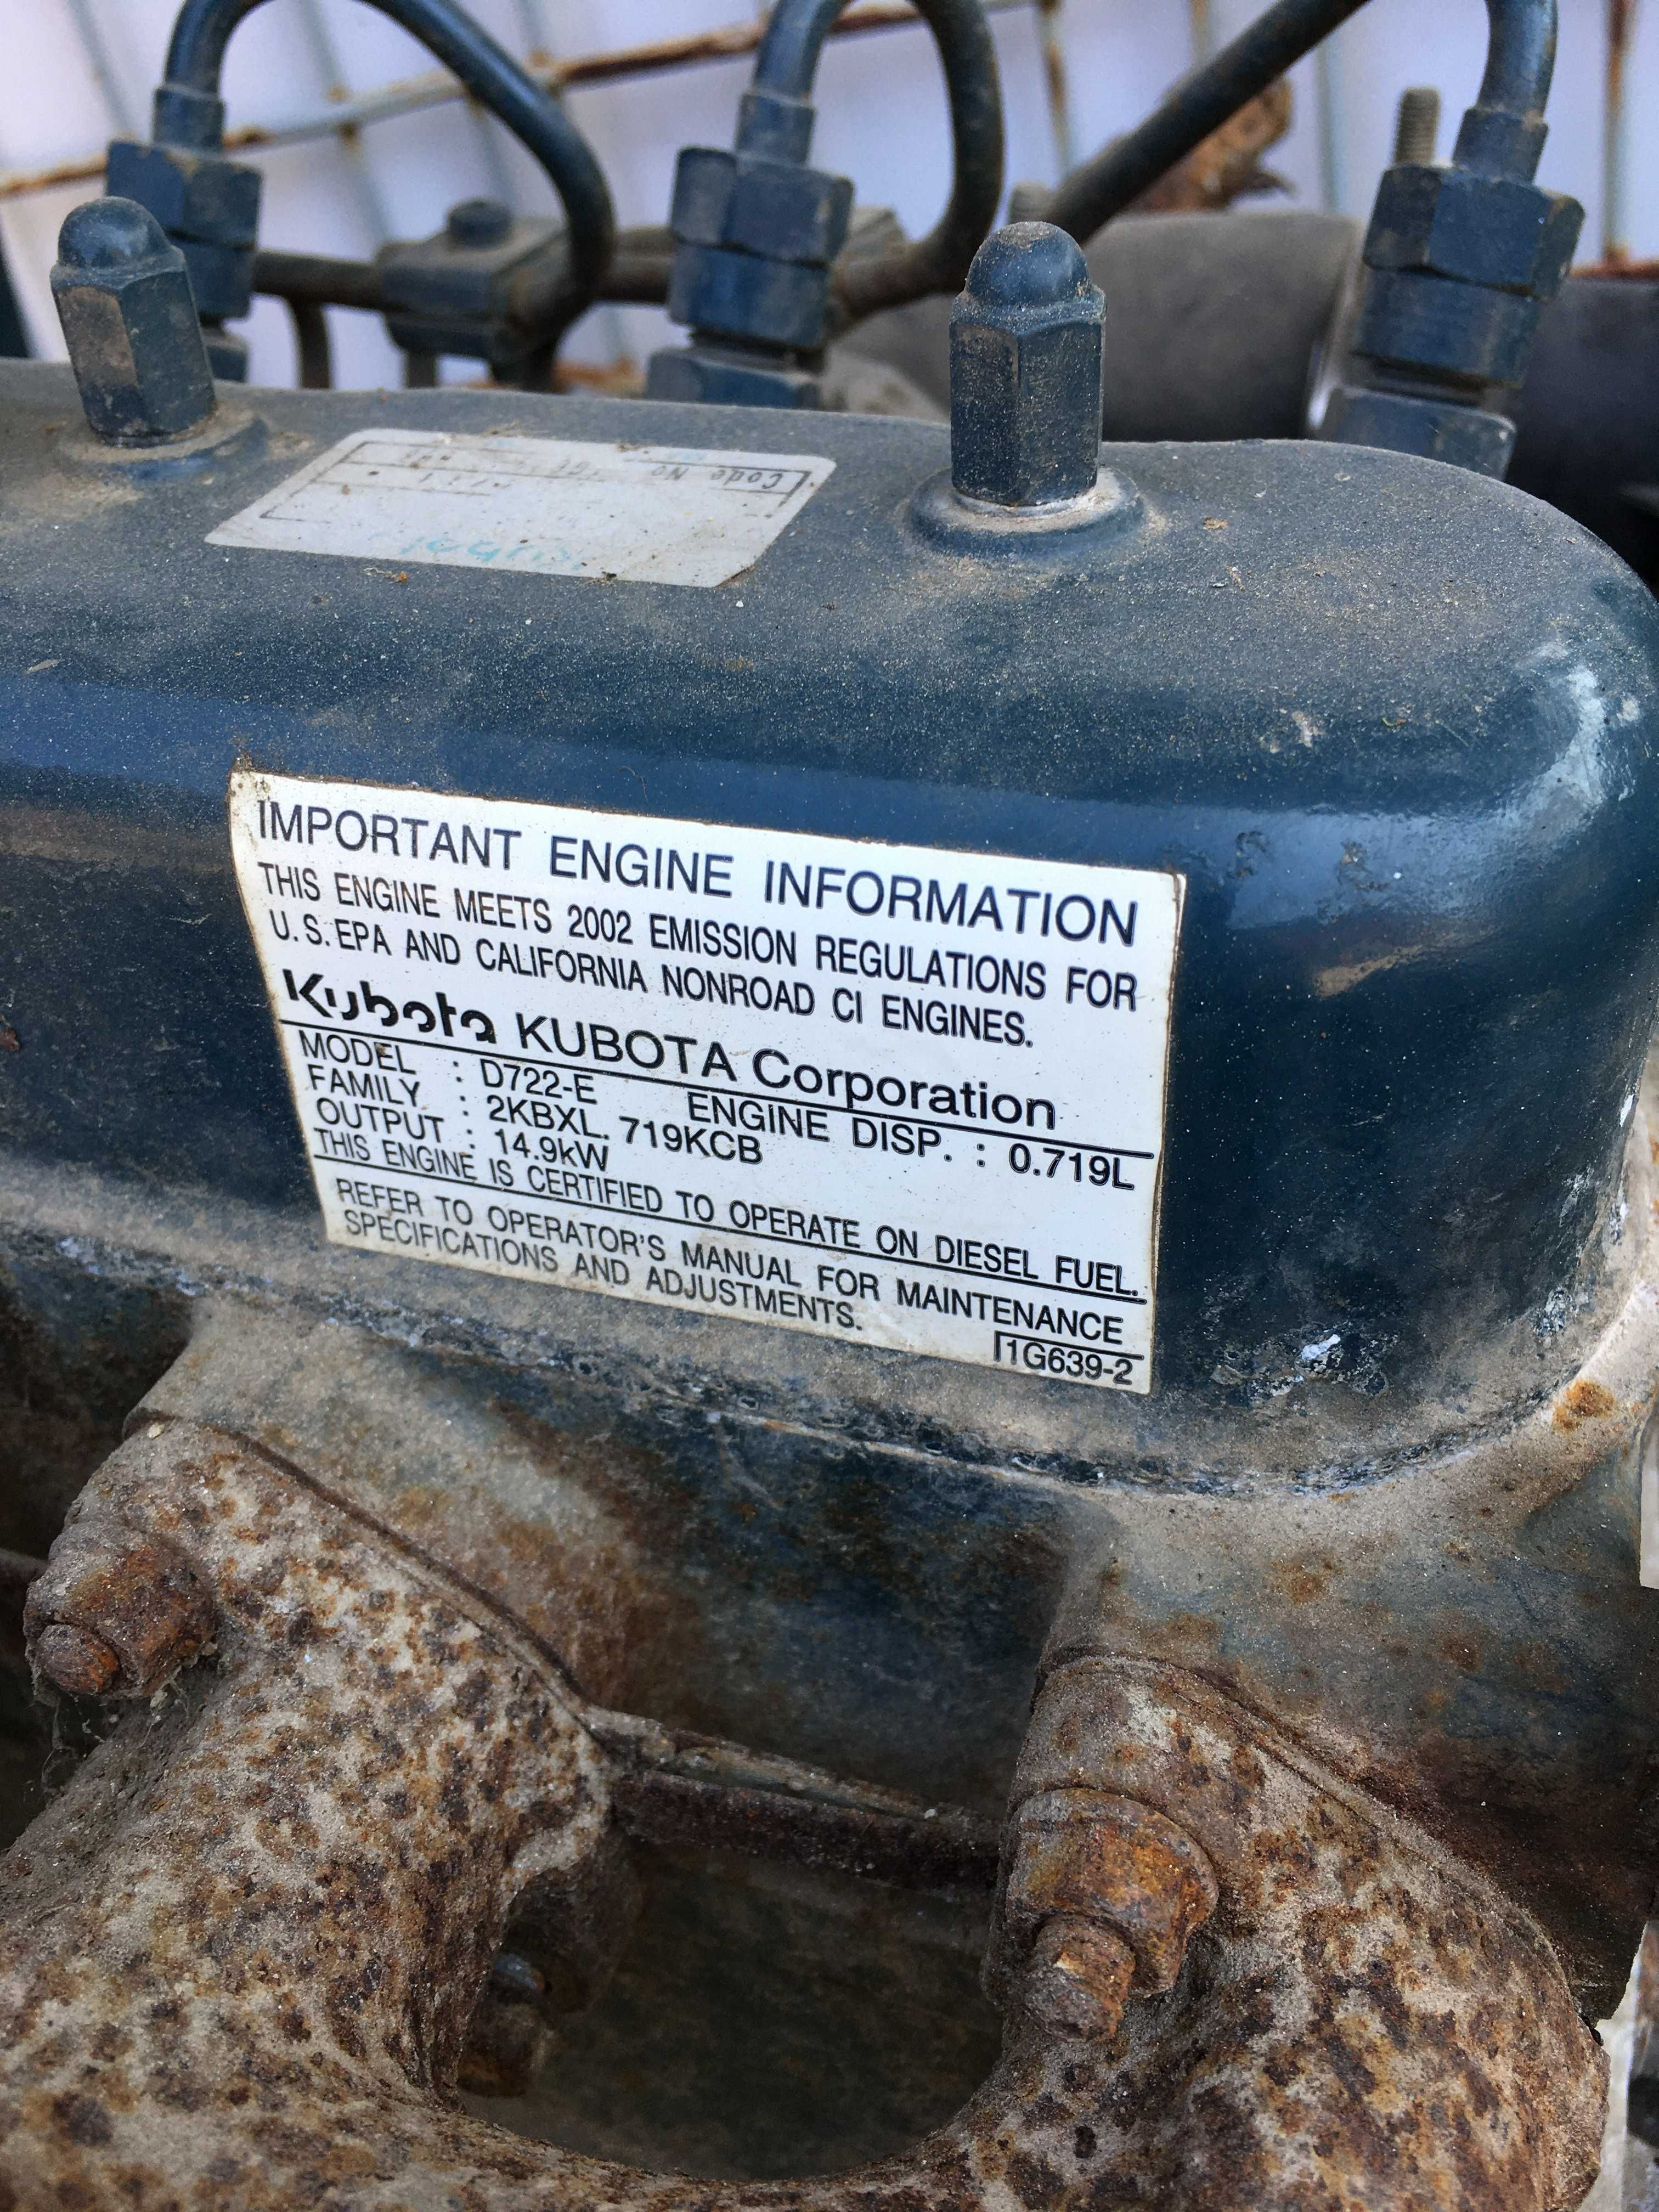 Code No
IMPORTANT ENGINE INFORMATION
THIS ENGINE MEETS 2002 EMISSION REGULATIONS FOR
U.S.EPA AND CALIFORNIA NONROAD CI ENGINES.
Kubota KUBOTA Corporation
MODEL : D722-E ENGINE DISP. : 0.719L
FAMILY : 2KBXL.719KCB
OUTPUT : 14.9kW
THIS ENGINE IS CERTIFIED TO OPERATE ON DIESEL FUEL.
REFER TO OPERATOR'S MANUAL FOR MAINTENANCE
SPECIFICATIONS AND ADJUSTMENTS.
1G639-2